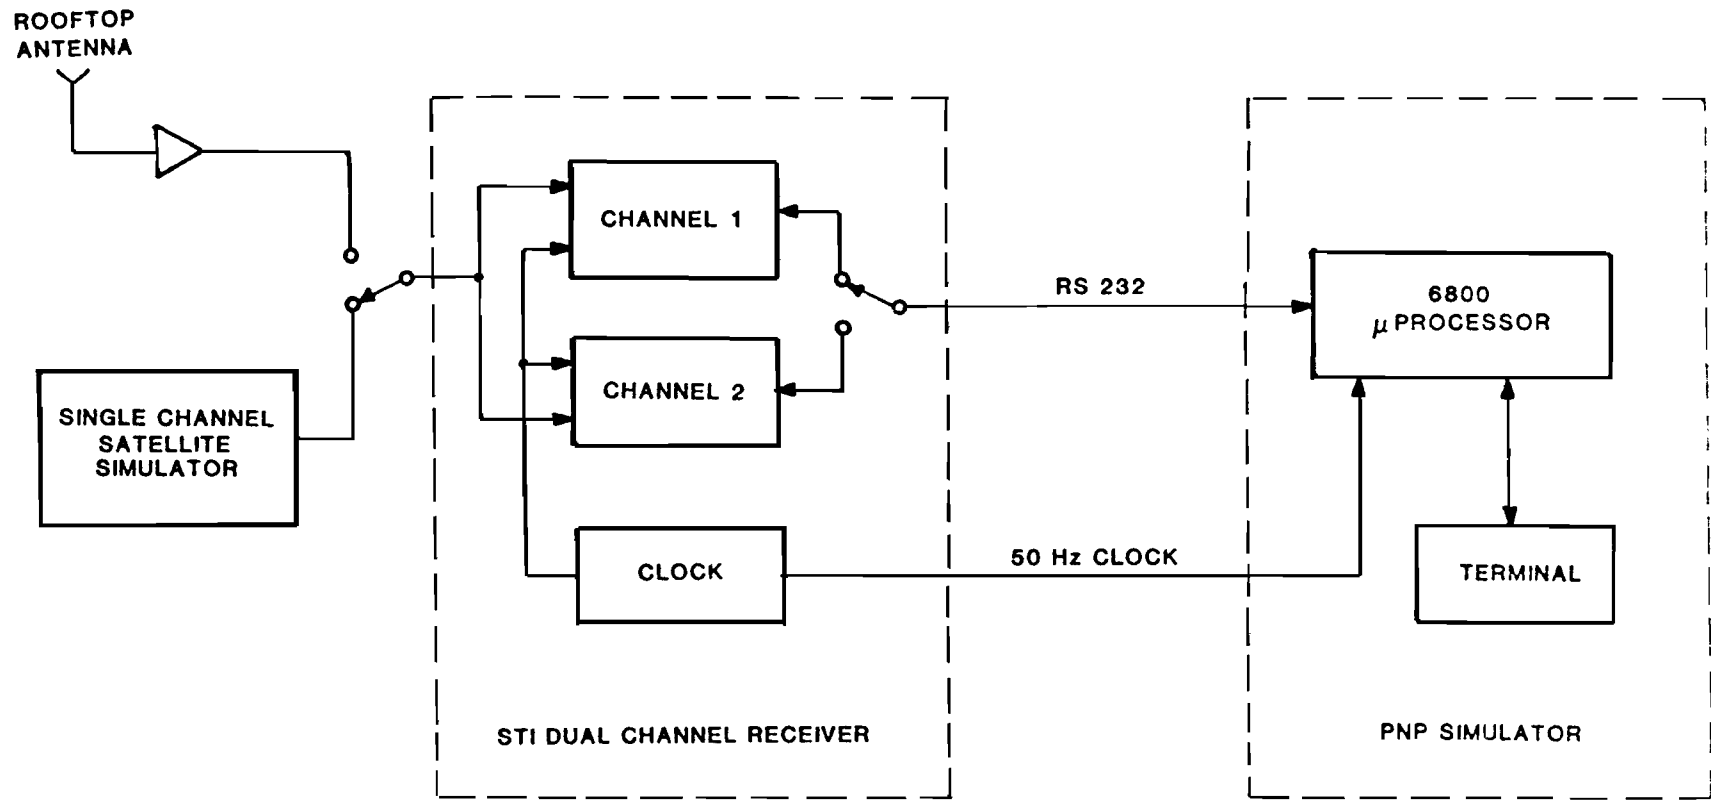 ROOFTOP
ANTENNA
CHANNEL 1
RS 232
6800
μ PROCESSOR
CHANNEL 2
SINGLE CHANNEL
SATELLITE
SIMULATOR
50 Hz CLOCK
CLOCK
TERMINAL
STI DUAL CHANNEL RECEIVER
PNP SIMULATOR